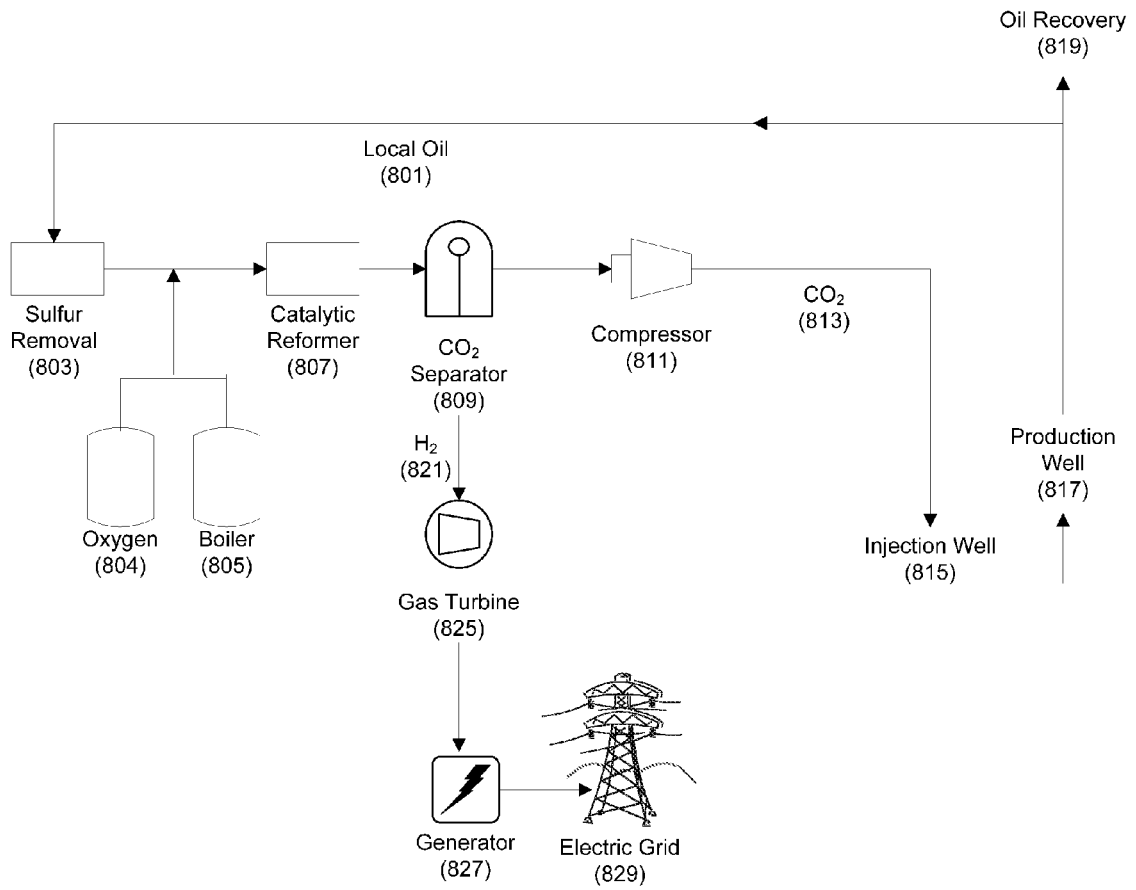 Oil Recovery
(819)
Local Oil
(801)
Sulfur
Removal
(803)
Catalytic
Reformer
(807)
CO₂
Separator
(809)
Compressor
(811)
CO₂
(813)
H₂
(821)
Production
Well
(817)
Oxygen
(804)
Boiler
(805)
Injection Well
(815)
Gas Turbine
(825)
Generator
(827)
Electric Grid
(829)